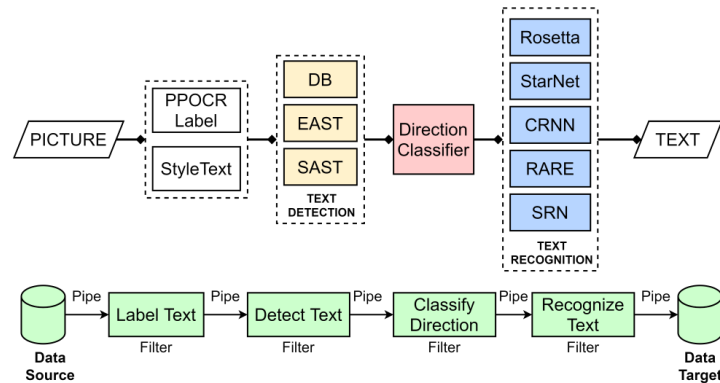 PICTURE
PPOCR
Label
StyleText
DB
EAST
SAST
TEXT
DETECTION
Direction
Classifier
Rosetta
StarNet
CRNN
RARE
SRN
TEXT
RECOGNITION
TEXT
Data
Source
Pipe
Label Text
Filter
Pipe
Detect Text
Filter
Pipe
Classify
Direction
Filter
Pipe
Recognize
Text
Filter
Pipe
Data
Target